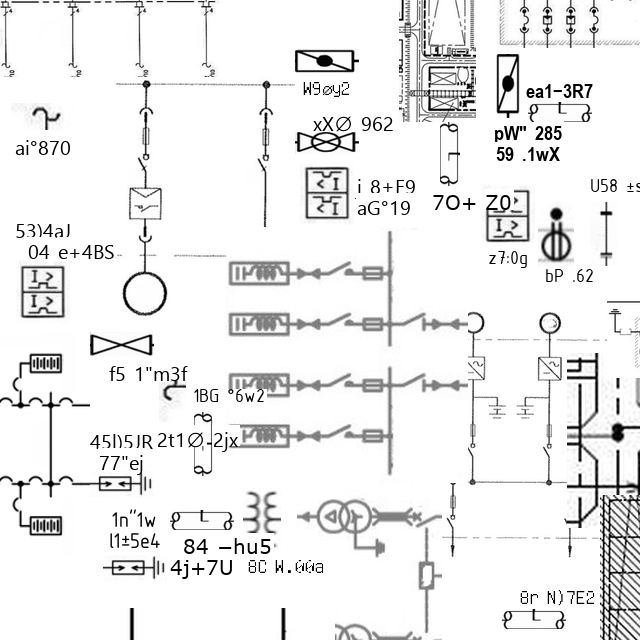 W9øy2
ea1−3R7
xXØ 962
pW" 285
59 .1wX
ai°870
i 8+F9
aG°19
U58 ±s
7O+ Z0
53)4aJ
04 e+4BS
z7:0g
bP .62
f5 1"m3f
1BG °6w2
45l)5JR
2t1∅-2jx
77"ej
1n"1w
l1±5e4
84 −hu5
4j+7U
8C W.00a
8r N)7E2